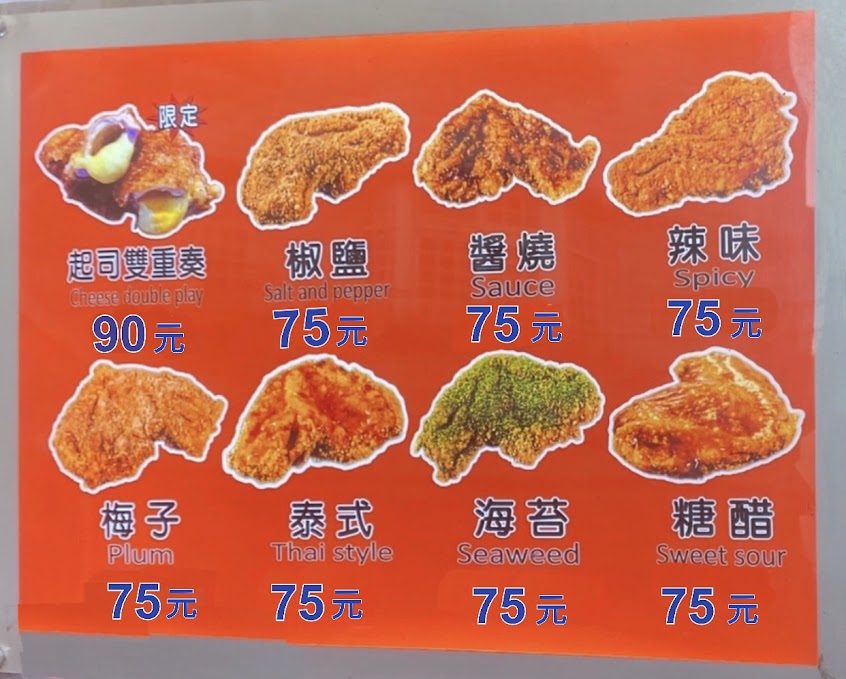 限定
起司雙重奏
Cheese double play
90元
椒鹽
Salt and pepper
75元
醬燒
Sauce
75元
辣味
Spicy
75元
梅子
Plum
75元
泰式
Thai style
75元
海苔
Seaweed
75元
糖醋
Sweet sour
75元